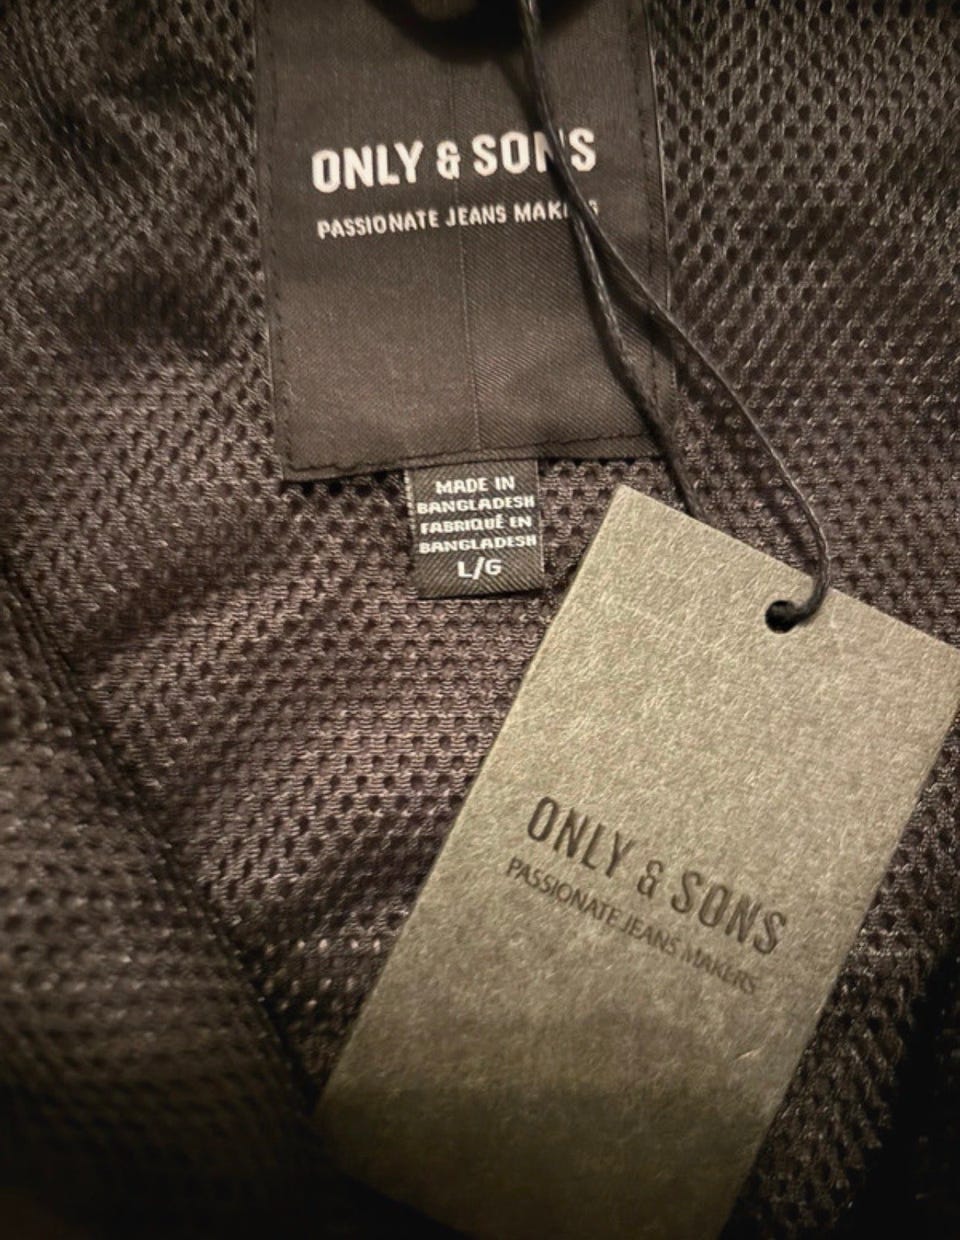 ONLY & SONS
PASSIONATE JEANS MAKERS
MADE IN
BANGLADESH
FABRIQUÉ EN
BANGLADESH
L/G
ONLY & SONS
PASSIONATE JEANS MAKERS